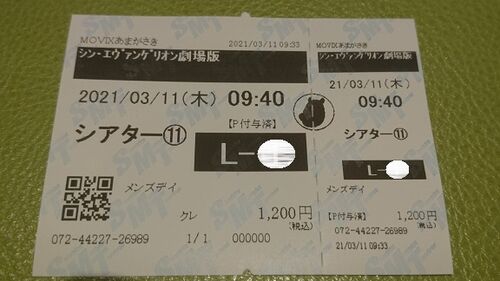 MOVIXあまがさき
2021/03/11 09:33
シン・エヴァンゲリオン劇場版
2021/03/11(木) 09:40
【P付与済】
シアター⑪
L-
メンズデイ
クレ
1,200円
(税込)
072-44227-26989
1/1
000000
MOVIXあまがさき
シン・エヴァンゲリオン劇場版
21/03/11(木)
09:40
シアター⑪
L-
メンズデイ
【P付与済】
1,200円
(税込)
072-44227-26989
21/03/11 09:33